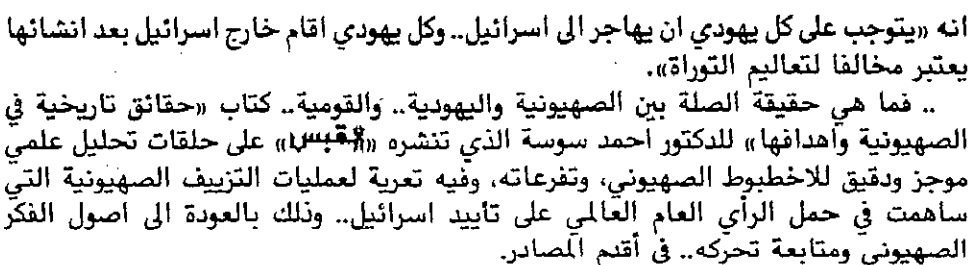 انه «يتوجب على كل يهودي ان يهاجر الى اسرائيل.. وكل يهودي اقام خارج اسرائيل بعد انشائها
يعتبر مخالفا لتعاليم التوراة».
.. فما هي حقيقة الصلة بين الصهيونية واليهودية.. والقومية.. كتاب «حقائق تاريخية في
الصهيونية واهدافها» للدكتور احمد سوسة الذي تنشره «القبس» على حلقات تحليل علمي
موجز ودقيق للاخطبوط الصهيوني، وتفرعاته، وفيه تعرية لعمليات التزييف الصهيونية التي
ساهمت في حمل الرأي العام العالمي على تأييد اسرائيل.. وذلك بالعودة الى اصول الفكر
الصهيوني ومتابعة تحركه.. في أقدم المصادر.